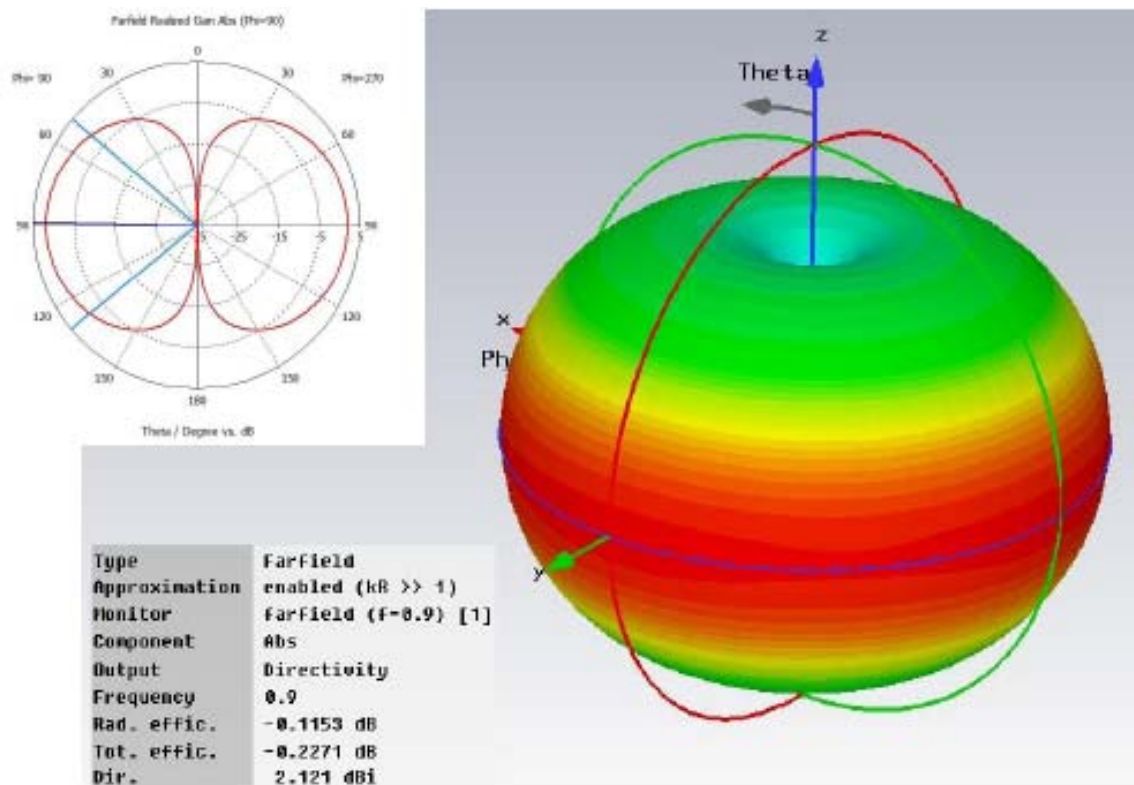 Farfield Realized Gain Abs (Phi=90)
0
30 30
Phi= 90 Phi=270
60 60
90 -25 -15 -5 5 90
120 120
150 150
180
Theta / Degree vs. dB
z
Theta
x
Ph
y
Type Farfield
Approximation enabled (kR >> 1)
Monitor farfield (f=0.9) [1]
Component Abs
Output Directivity
Frequency 0.9
Rad. effic. -0.1153 dB
Tot. effic. -0.2271 dB
Dir. 2.121 dBi